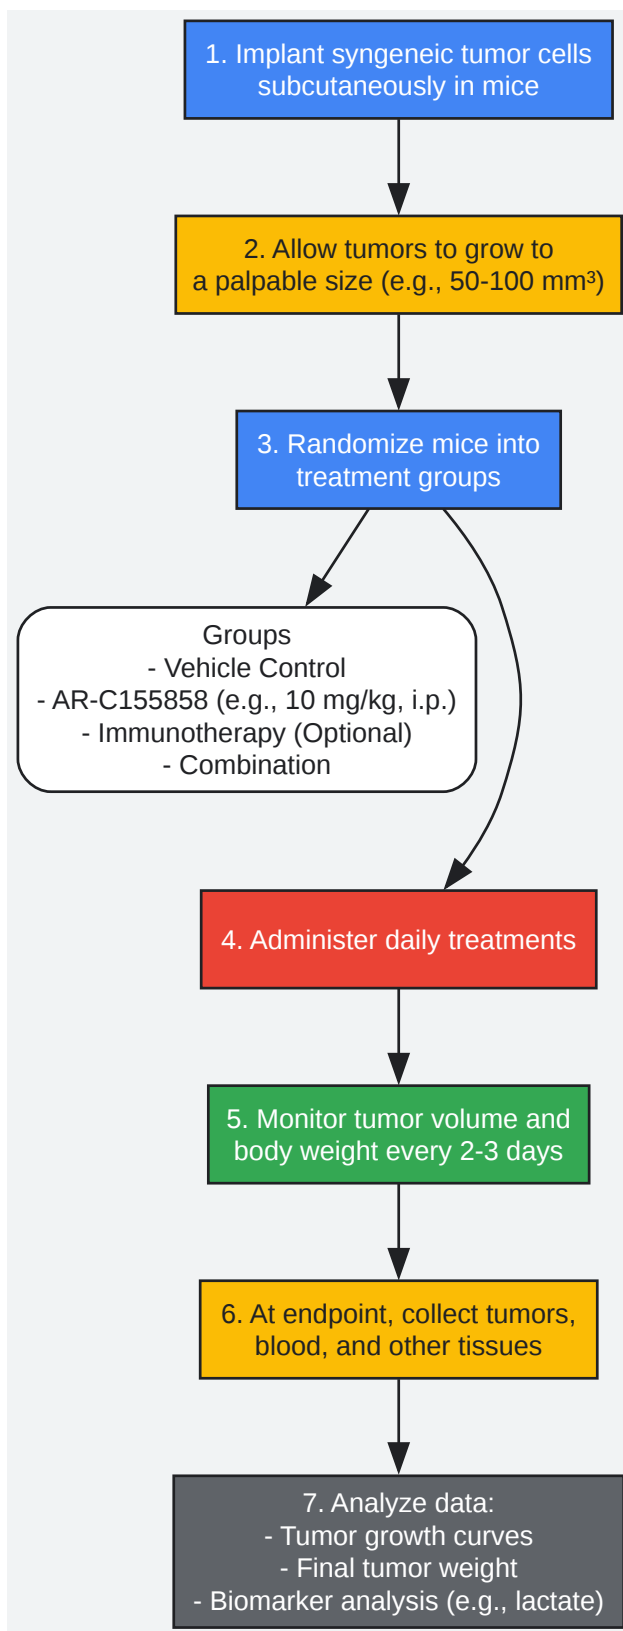 1. Implant syngeneic tumor cells
subcutaneously in mice
2. Allow tumors to grow to
a palpable size (e.g., 50-100 mm³)
3. Randomize mice into
treatment groups
Groups
- Vehicle Control
- AR-C155858 (e.g., 10 mg/kg, i.p.)
- Immunotherapy (Optional)
- Combination
4. Administer daily treatments
5. Monitor tumor volume and
body weight every 2-3 days
6. At endpoint, collect tumors,
blood, and other tissues
7. Analyze data:
- Tumor growth curves
- Final tumor weight
- Biomarker analysis (e.g., lactate)